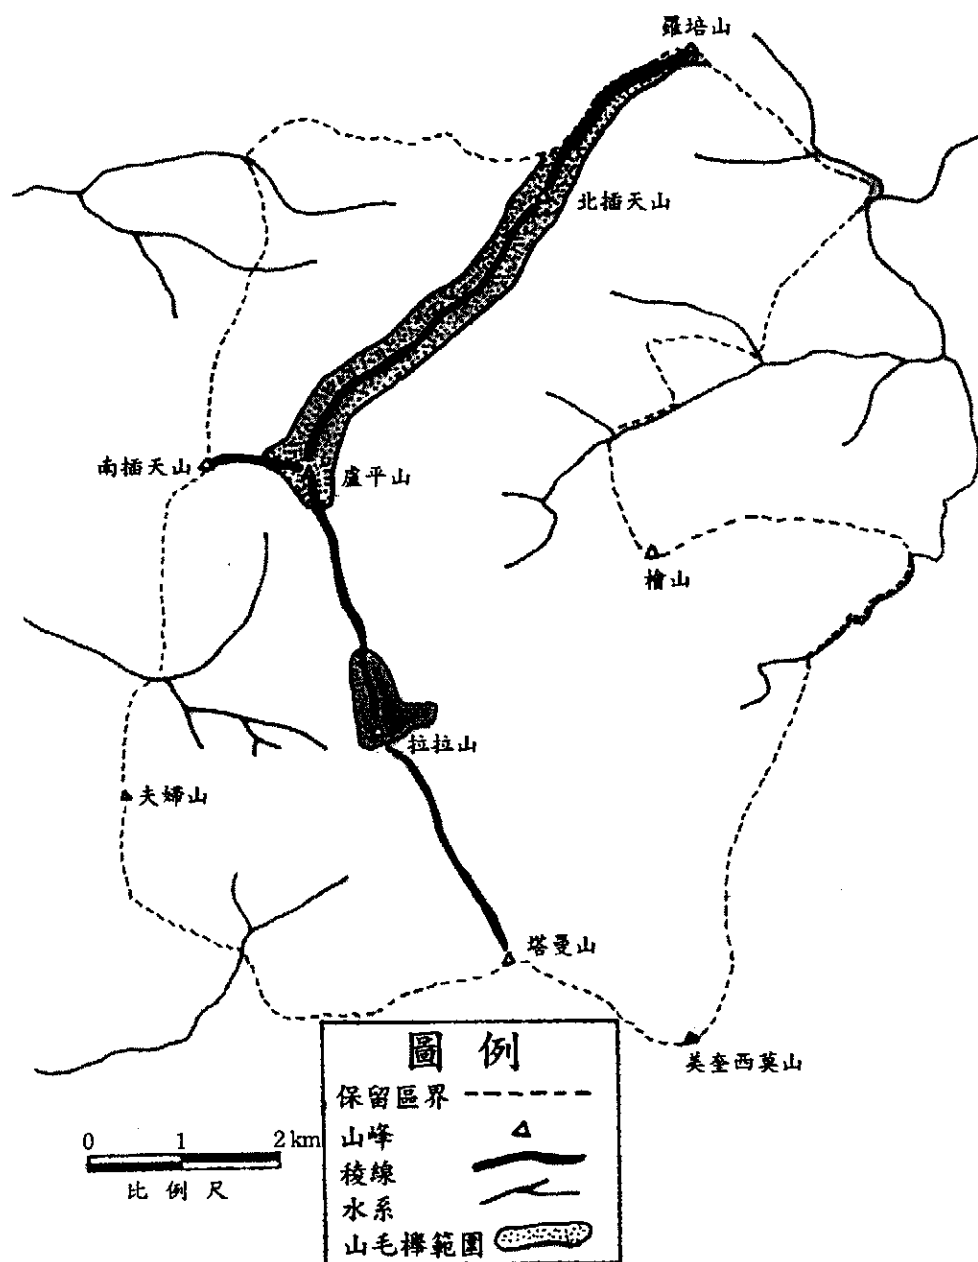 羅培山
北插天山
南插天山
盧平山
檜山
拉拉山
夫婦山
塔曼山
美奎西莫山
圖例
保留區界
山峰
稜線
水系
山毛櫸範圍
0 1 2km
比例尺